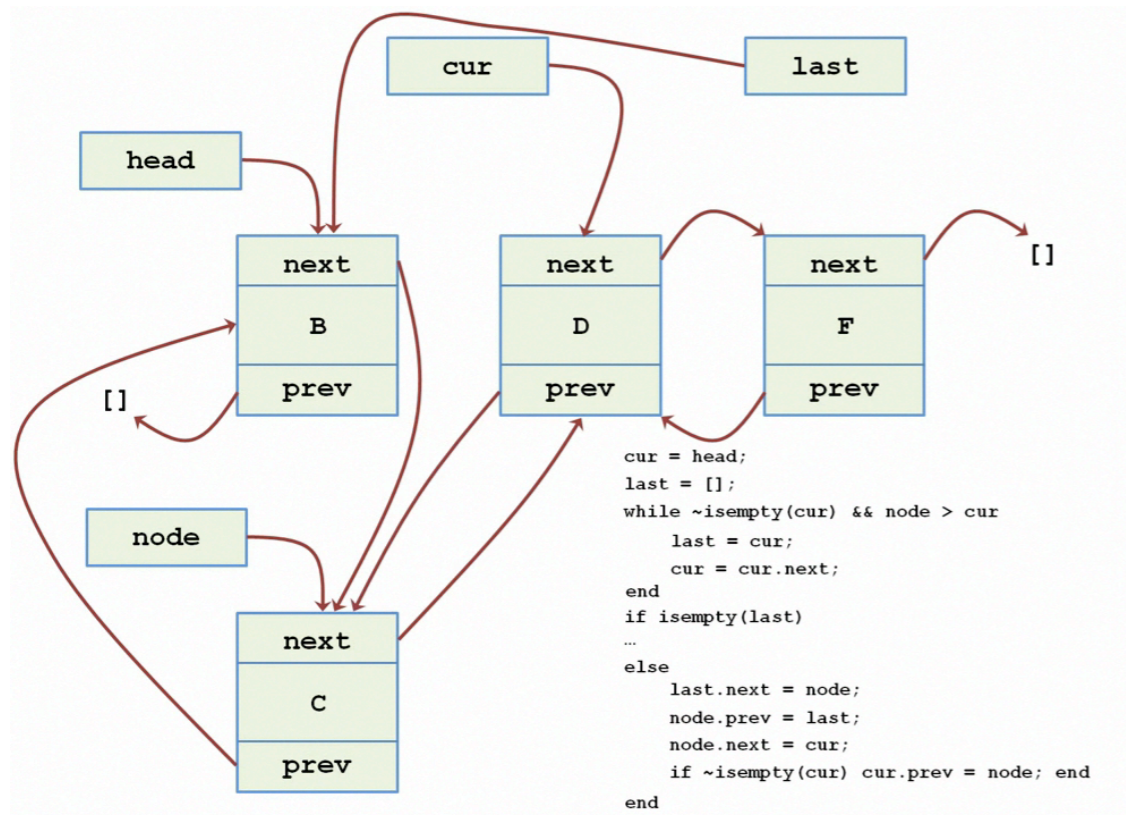 cur
last
head
next
next
next
[]
B
D
F
prev
prev
prev
[]
cur = head;
last = [];
while ~isempty(cur) && node > cur
last = cur;
cur = cur.next;
end
if isempty(last)
…
else
last.next = node;
node.prev = last;
node.next = cur;
if ~isempty(cur) cur.prev = node; end
end
node
next
C
prev